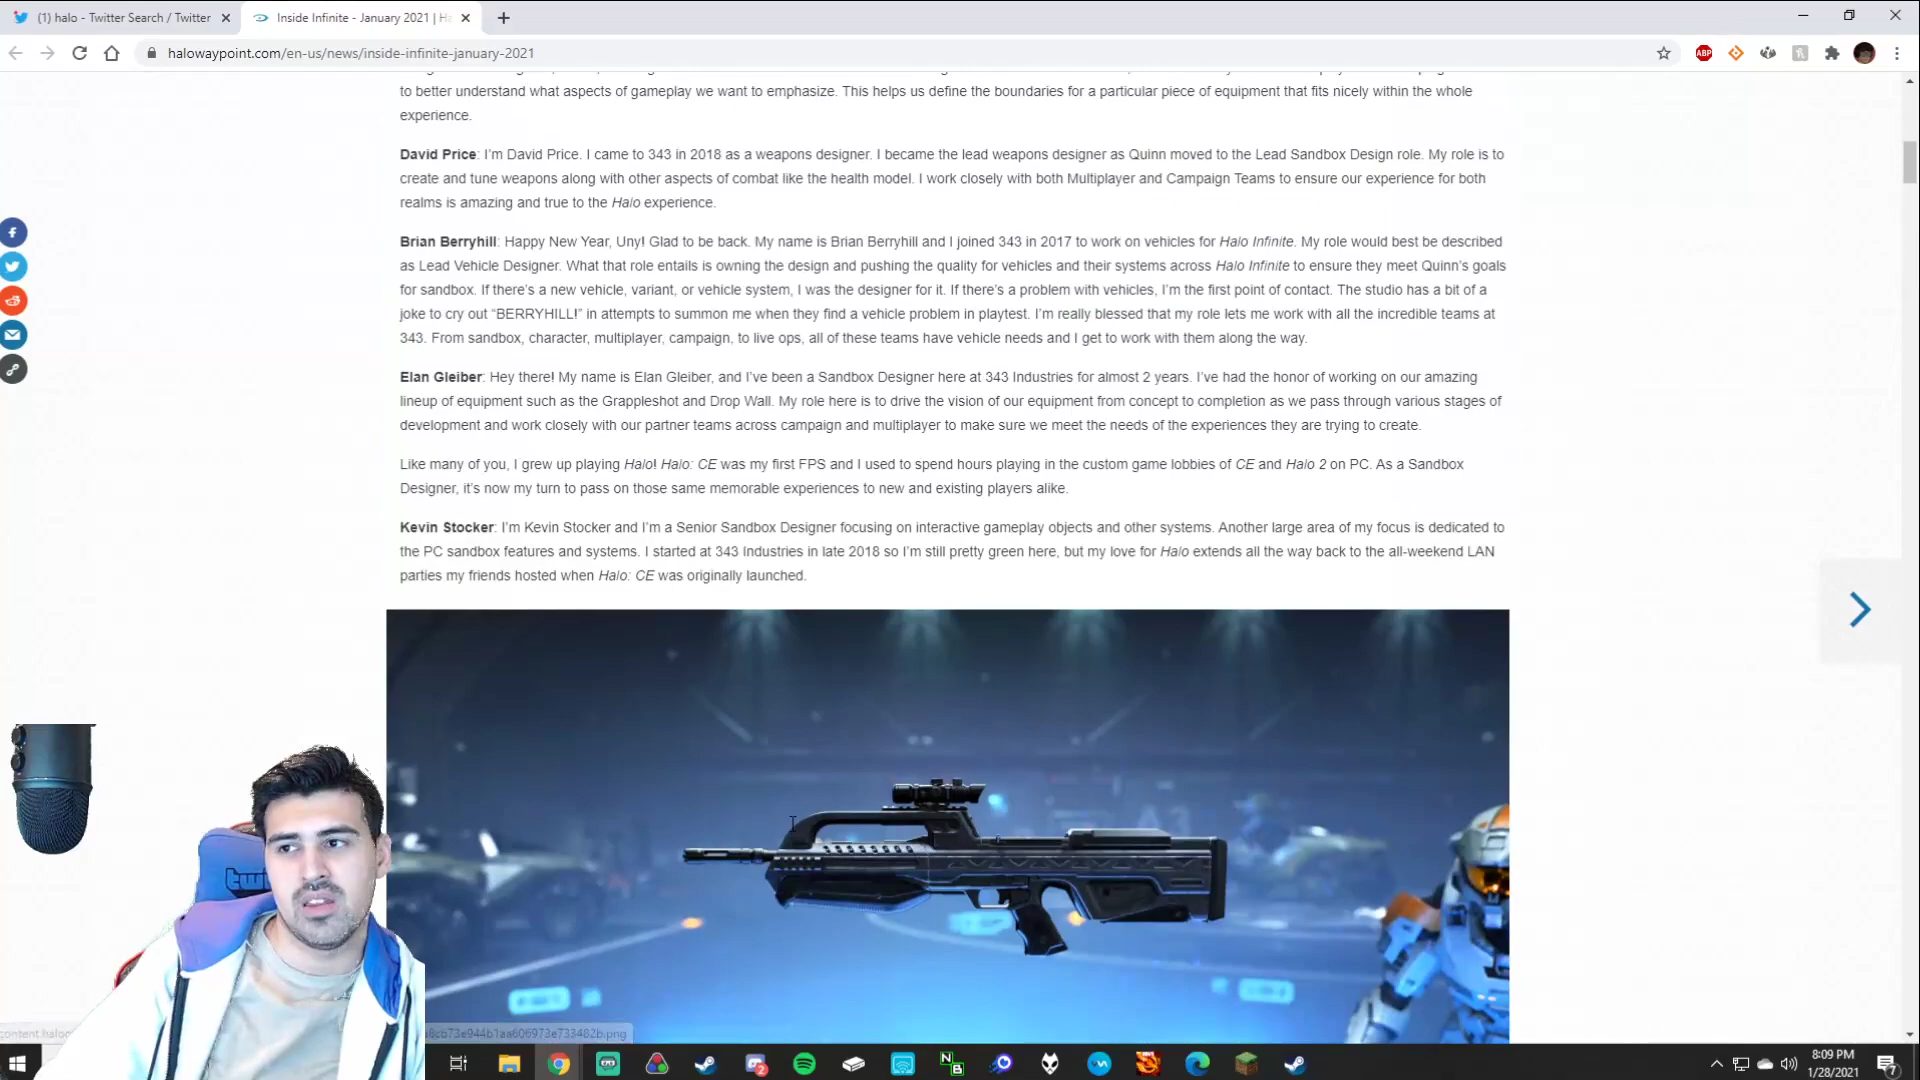 (1) halo - Twitter Search / Twitter
Inside Infinite - January 2021 | Ha
halowaypoint.com/en-us/news/inside-infinite-january-2021
ABP
to better understand what aspects of gameplay we want to emphasize. This helps us define the boundaries for a particular piece of equipment that fits nicely within the whole
experience.
David Price: I’m David Price. I came to 343 in 2018 as a weapons designer. I became the lead weapons designer as Quinn moved to the Lead Sandbox Design role. My role is to
create and tune weapons along with other aspects of combat like the health model. I work closely with both Multiplayer and Campaign Teams to ensure our experience for both
realms is amazing and true to the Halo experience.
Brian Berryhill: Happy New Year, Uny! Glad to be back. My name is Brian Berryhill and I joined 343 in 2017 to work on vehicles for Halo Infinite. My role would best be described
as Lead Vehicle Designer. What that role entails is owning the design and pushing the quality for vehicles and their systems across Halo Infinite to ensure they meet Quinn’s goals
for sandbox. If there’s a new vehicle, variant, or vehicle system, I was the designer for it. If there’s a problem with vehicles, I’m the first point of contact. The studio has a bit of a
joke to cry out “BERRYHILL!” in attempts to summon me when they find a vehicle problem in playtest. I’m really blessed that my role lets me work with all the incredible teams at
343. From sandbox, character, multiplayer, campaign, to live ops, all of these teams have vehicle needs and I get to work with them along the way.
Elan Gleiber: Hey there! My name is Elan Gleiber, and I’ve been a Sandbox Designer here at 343 Industries for almost 2 years. I’ve had the honor of working on our amazing
lineup of equipment such as the Grappleshot and Drop Wall. My role here is to drive the vision of our equipment from concept to completion as we pass through various stages of
development and work closely with our partner teams across campaign and multiplayer to make sure we meet the needs of the experiences they are trying to create.
Like many of you, I grew up playing Halo! Halo: CE was my first FPS and I used to spend hours playing in the custom game lobbies of CE and Halo 2 on PC. As a Sandbox
Designer, it’s now my turn to pass on those same memorable experiences to new and existing players alike.
Kevin Stocker: I’m Kevin Stocker and I’m a Senior Sandbox Designer focusing on interactive gameplay objects and other systems. Another large area of my focus is dedicated to
the PC sandbox features and systems. I started at 343 Industries in late 2018 so I’m still pretty green here, but my love for Halo extends all the way back to the all-weekend LAN
parties my friends hosted when Halo: CE was originally launched.
8:09 PM
1/28/2021